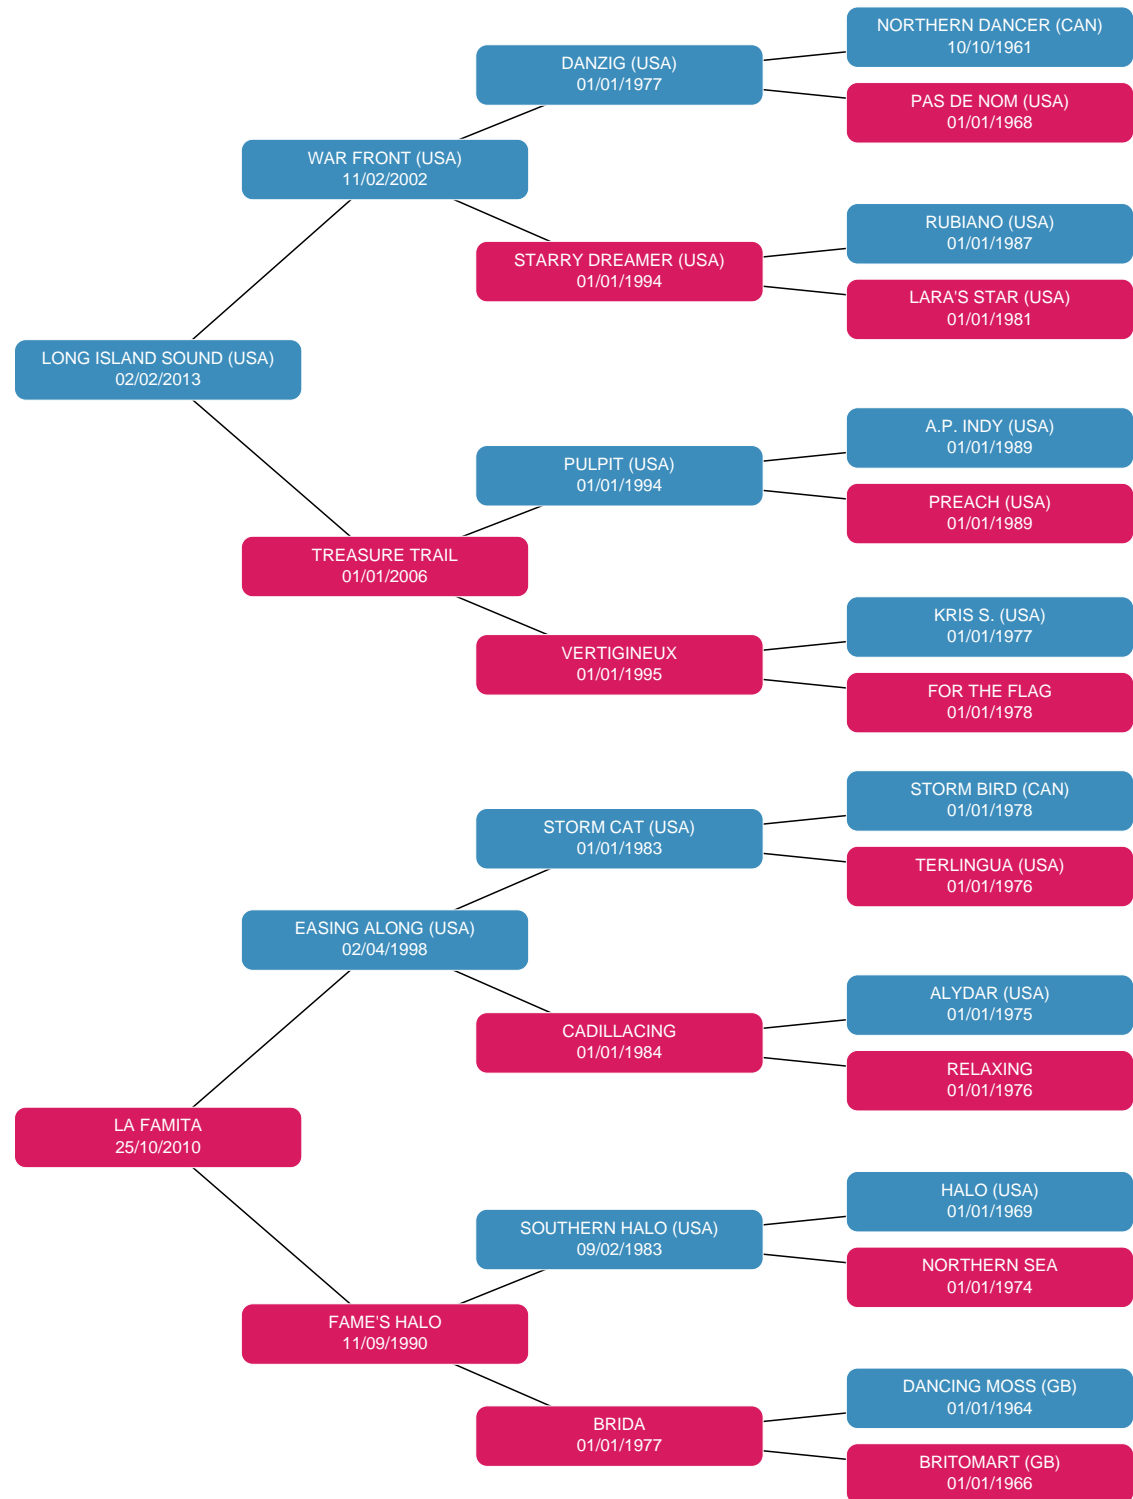 NORTHERN DANCER (CAN)
10/10/1961
DANZIG (USA)
01/01/1977
PAS DE NOM (USA)
01/01/1968
WAR FRONT (USA)
11/02/2002
RUBIANO (USA)
01/01/1987
STARRY DREAMER (USA)
01/01/1994
LARA'S STAR (USA)
01/01/1981
LONG ISLAND SOUND (USA)
02/02/2013
A.P. INDY (USA)
01/01/1989
PULPIT (USA)
01/01/1994
PREACH (USA)
01/01/1989
TREASURE TRAIL
01/01/2006
KRIS S. (USA)
01/01/1977
VERTIGINEUX
01/01/1995
FOR THE FLAG
01/01/1978
STORM BIRD (CAN)
01/01/1978
STORM CAT (USA)
01/01/1983
TERLINGUA (USA)
01/01/1976
EASING ALONG (USA)
02/04/1998
ALYDAR (USA)
01/01/1975
CADILLACING
01/01/1984
RELAXING
01/01/1976
LA FAMITA
25/10/2010
HALO (USA)
01/01/1969
SOUTHERN HALO (USA)
09/02/1983
NORTHERN SEA
01/01/1974
FAME'S HALO
11/09/1990
DANCING MOSS (GB)
01/01/1964
BRIDA
01/01/1977
BRITOMART (GB)
01/01/1966